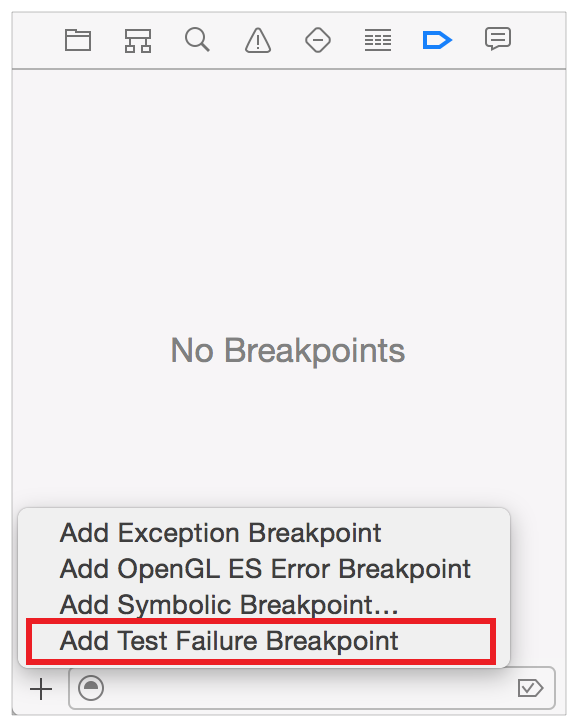 No Breakpoints
Add Exception Breakpoint
Add OpenGL ES Error Breakpoint
Add Symbolic Breakpoint...
Add Test Failure Breakpoint